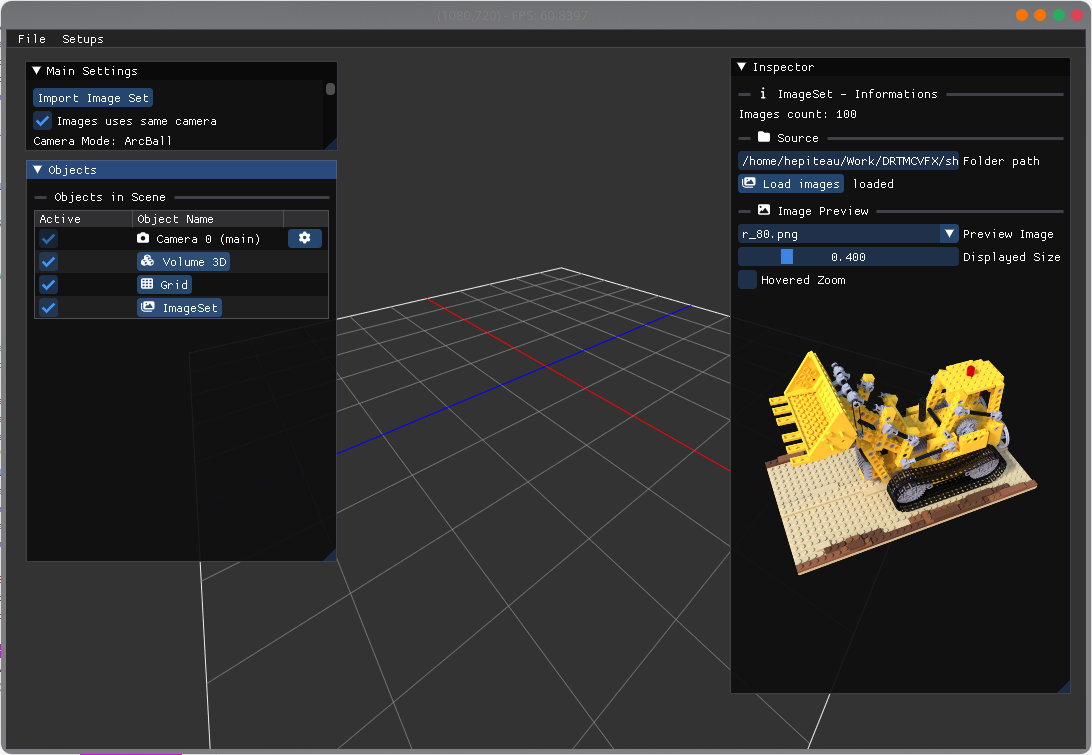 (1080,720) - FPS: 60.8397
File Setups
Main Settings
Import Image Set
Images uses same camera
Camera Mode: ArcBall
Objects
Objects in Scene
Active Object Name
Camera 0 (main)
Volume 3D
Grid
ImageSet
Inspector
i ImageSet - Informations
Images count: 100
Source
/home/hepiteau/Work/DRTMCVFX/sh Folder path
Load images loaded
Image Preview
r_80.png Preview Image
0.400 Displayed Size
Hovered Zoom